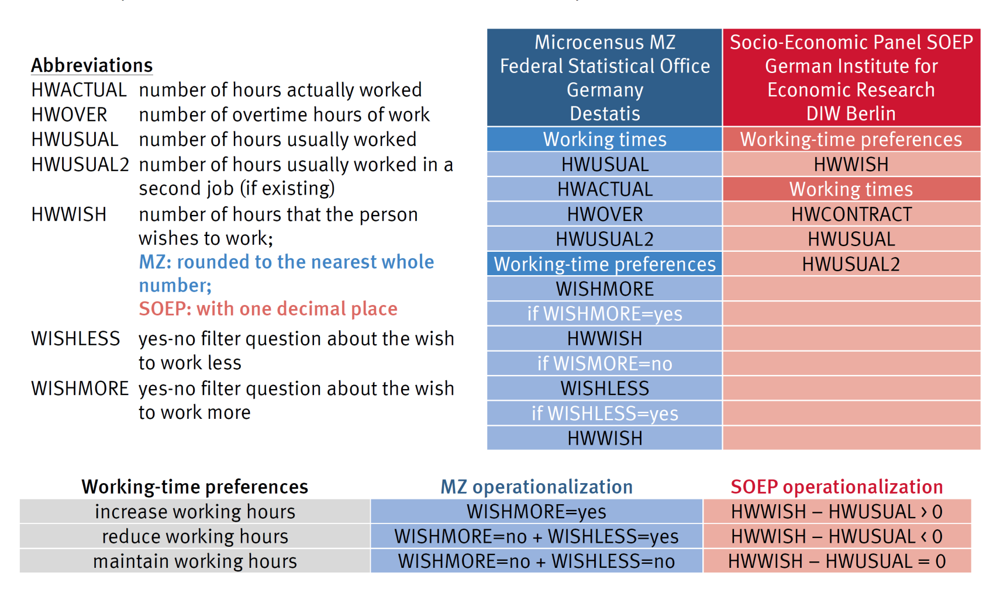 Abbreviations
HWACTUAL number of hours actually worked
HWOVER number of overtime hours of work
HWUSUAL number of hours usually worked
HWUSUAL2 number of hours usually worked in a
second job (if existing)
HWWISH number of hours that the person
wishes to work;
MZ: rounded to the nearest whole
number;
SOEP: with one decimal place
WISHLESS yes-no filter question about the wish
to work less
WISHMORE yes-no filter question about the wish
to work more
Microcensus MZ
Federal Statistical Office
Germany
Destatis
Working times
HWUSUAL
HWACTUAL
HWOVER
HWUSUAL2
Working-time preferences
WISHMORE
if WISHMORE=yes
HWWISH
if WISMORE=no
WISHLESS
if WISHLESS=yes
HWWISH
Socio-Economic Panel SOEP
German Institute for
Economic Research
DIW Berlin
Working-time preferences
HWWISH
Working times
HWCONTRACT
HWUSUAL
HWUSUAL2
Working-time preferences MZ operationalization SOEP operationalization
increase working hours WISHMORE=yes HWWISH – HWUSUAL > 0
reduce working hours WISHMORE=no + WISHLESS=yes HWWISH – HWUSUAL < 0
maintain working hours WISHMORE=no + WISHLESS=no HWWISH – HWUSUAL = 0